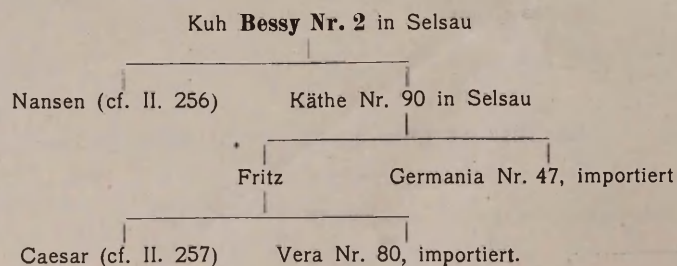 Kuh Bessy Nr. 2 in Selsau
Nansen (cf. II. 256) Käthe Nr. 90 in Selsau
Fritz Germania Nr. 47, importiert
Caesar (cf. II. 257) Vera Nr. 80, importiert.